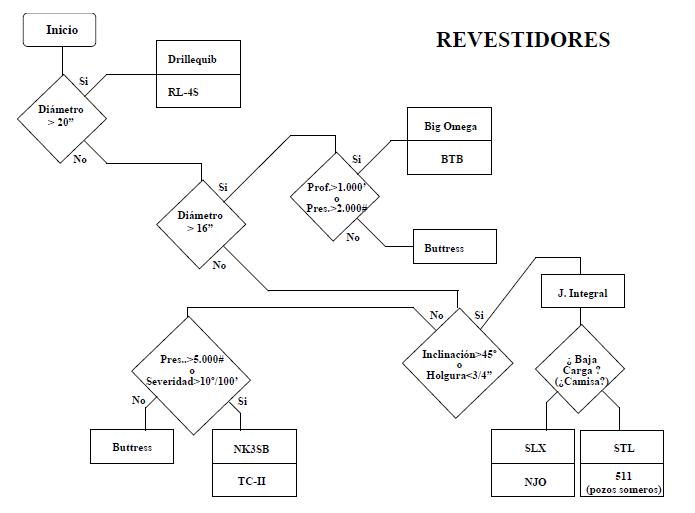 Inicio
REVESTIDORES
Si
Drillequib
RL-4S
Diámetro
> 20”
No
Big Omega
BTB
Si
Prof.>1.000’
o
Pres.>2.000#
No
Si
Diámetro
> 16”
No
Buttress
J. Integral
No
Si
Inclinación>45º
o
Holgura<3/4”
Pres..>5.000#
o
Severidad>10º/100’
No
Si
¿ Baja
Carga ?
(¿Camisa?)
Buttress
NK3SB
TC-II
SLX
NJO
STL
511
(pozos someros)